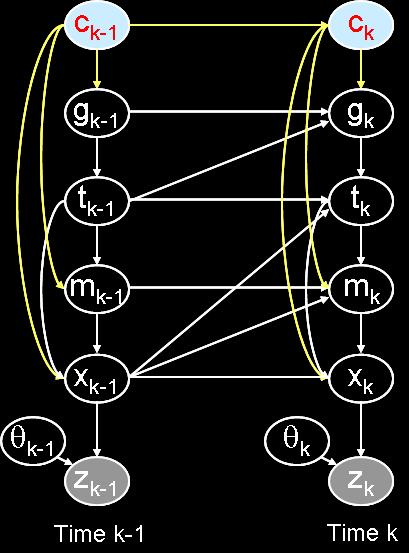 c k-1 c k
g k-1 g k
t k-1 t k
m k-1 m k
x k-1 x k
θ k-1 θ k
z k-1 z k
Time k-1 Time k